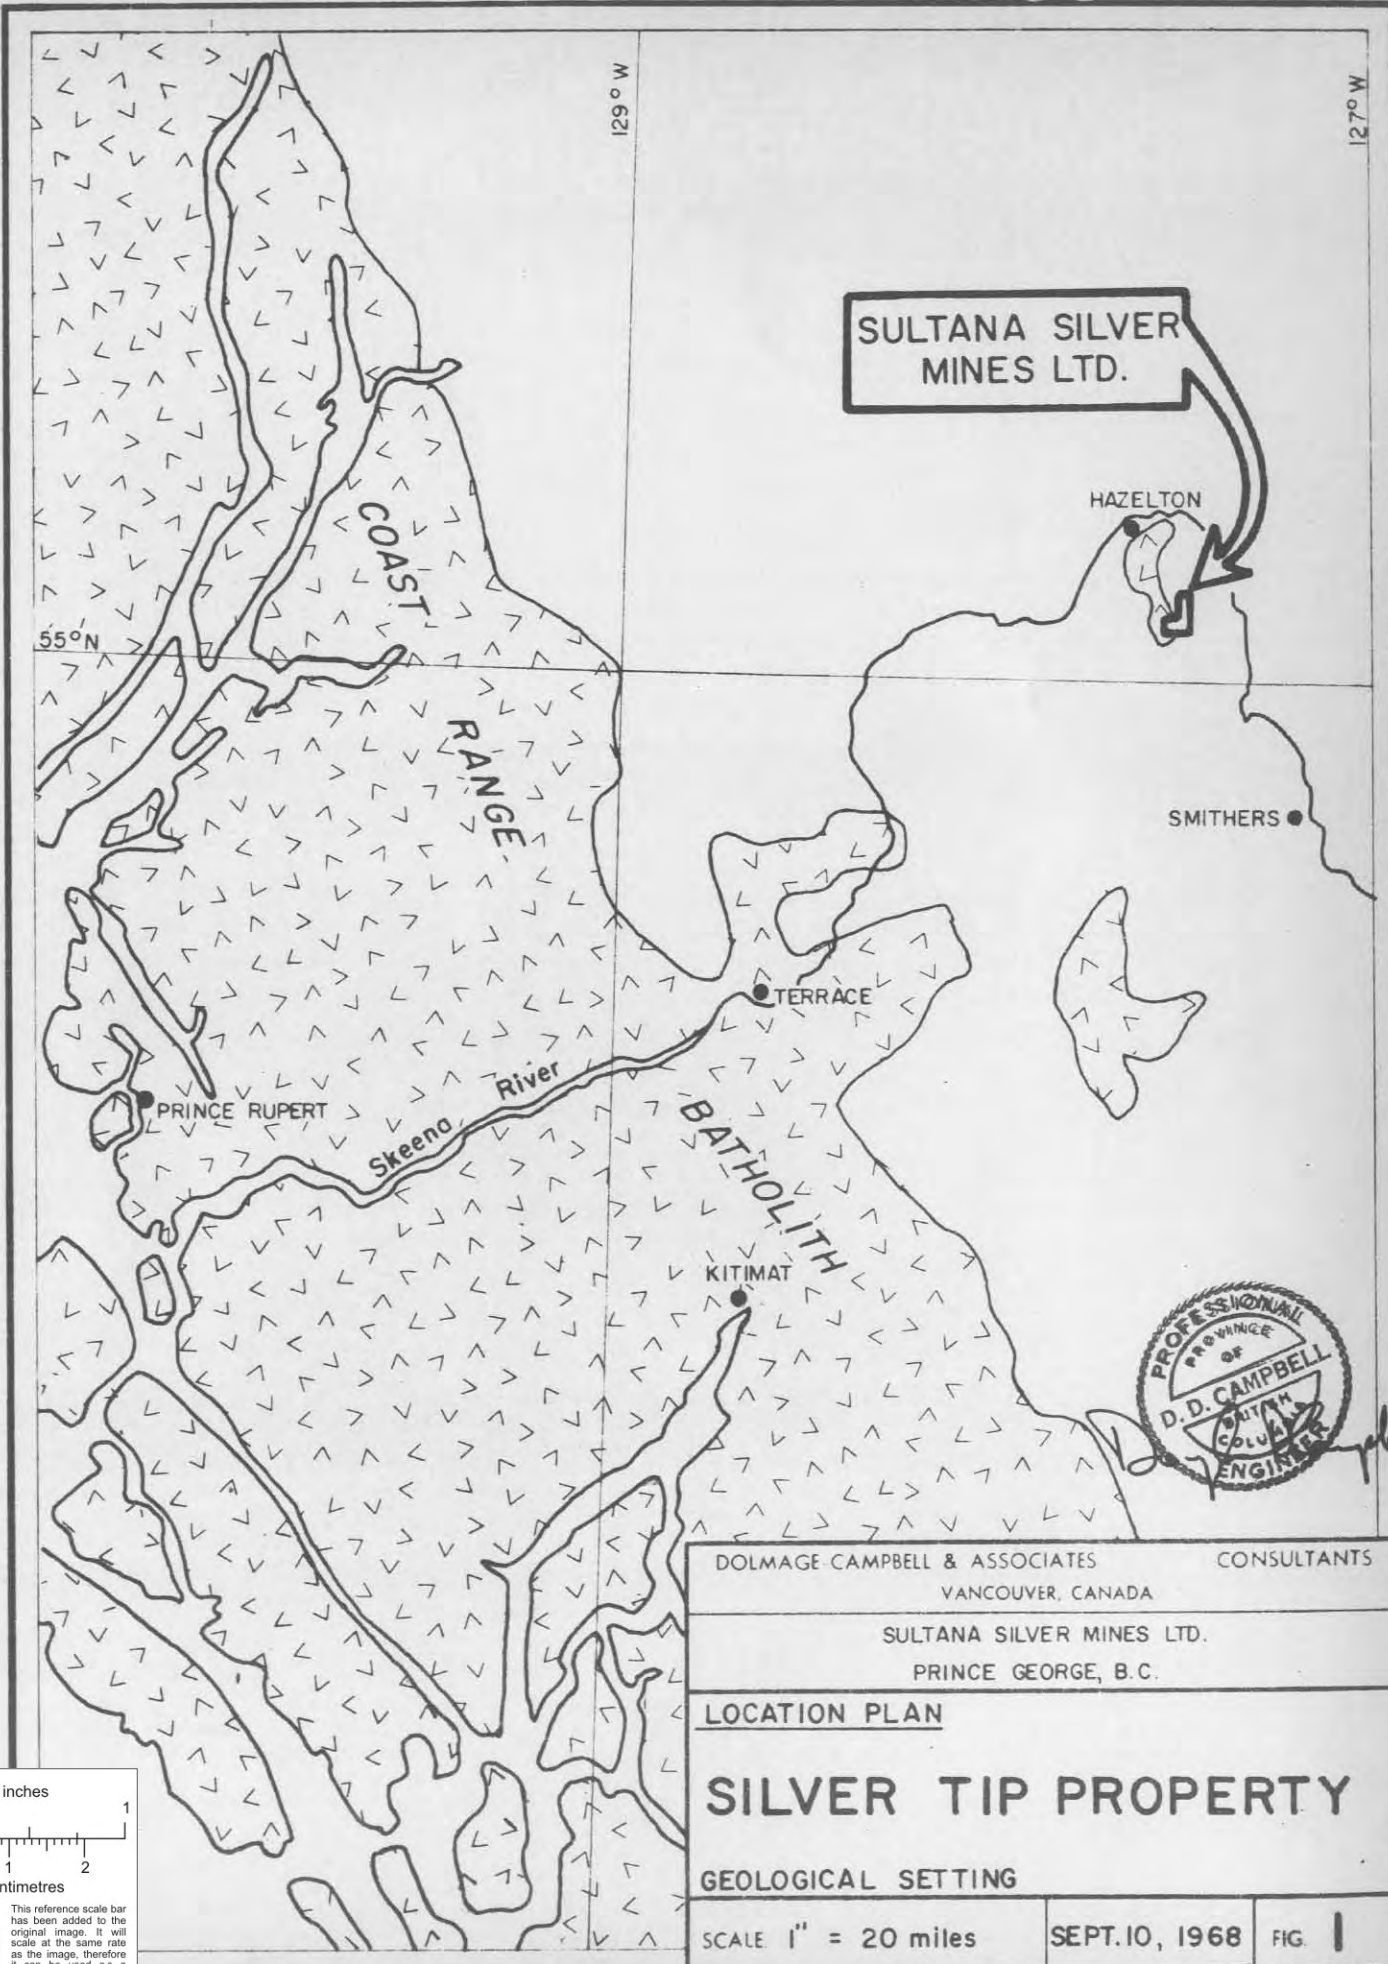 129° W
127° W
SULTANA SILVER
MINES LTD.
HAZELTON
COAST
55° N
RANGE
SMITHERS
TERRACE
PRINCE RUPERT
Skeena River
BATHOLITH
KITIMAT
PROFESSIONAL
PROVINCE
OF
D. D. CAMPBELL
BRITISH
COLUMBIA
ENGINEER
DOLMAGE CAMPBELL & ASSOCIATES CONSULTANTS
VANCOUVER, CANADA
SULTANA SILVER MINES LTD.
PRINCE GEORGE, B.C.
LOCATION PLAN
SILVER TIP PROPERTY
GEOLOGICAL SETTING
SCALE 1" = 20 miles
SEPT. 10, 1968
FIG. 1
inches
1
1 2
ntimetres
This reference scale bar
has been added to the
original image. It will
scale at the same rate
as the image, therefore